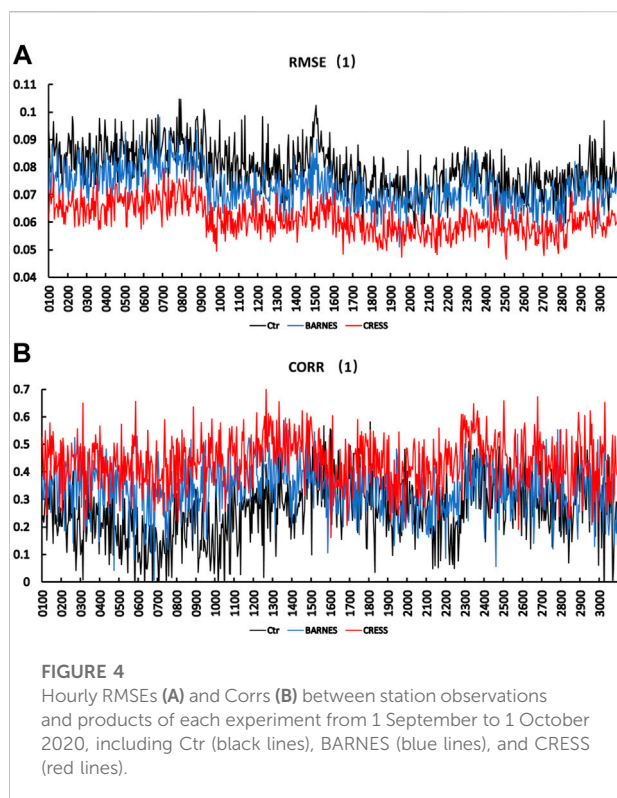 A
RMSE (1)
0.11
0.1
0.09
0.08
0.07
0.06
0.05
0.04
0100 0200 0300 0400 0500 0600 0700 0800 0900 1000 1100 1200 1300 1400 1500 1600 1700 1800 1900 2000 2100 2200 2300 2400 2500 2600 2700 2800 2900 3000
Ctr BARNES CRESS
B
CORR (1)
0.7
0.6
0.5
0.4
0.3
0.2
0.1
0
0100 0200 0300 0400 0500 0600 0700 0800 0900 1000 1100 1200 1300 1400 1500 1600 1700 1800 1900 2000 2100 2200 2300 2400 2500 2600 2700 2800 2900 3000
Ctr BARNES CRESS
FIGURE 4
Hourly RMSEs (A) and Corrs (B) between station observations
and products of each experiment from 1 September to 1 October
2020, including Ctr (black lines), BARNES (blue lines), and CRESS
(red lines).